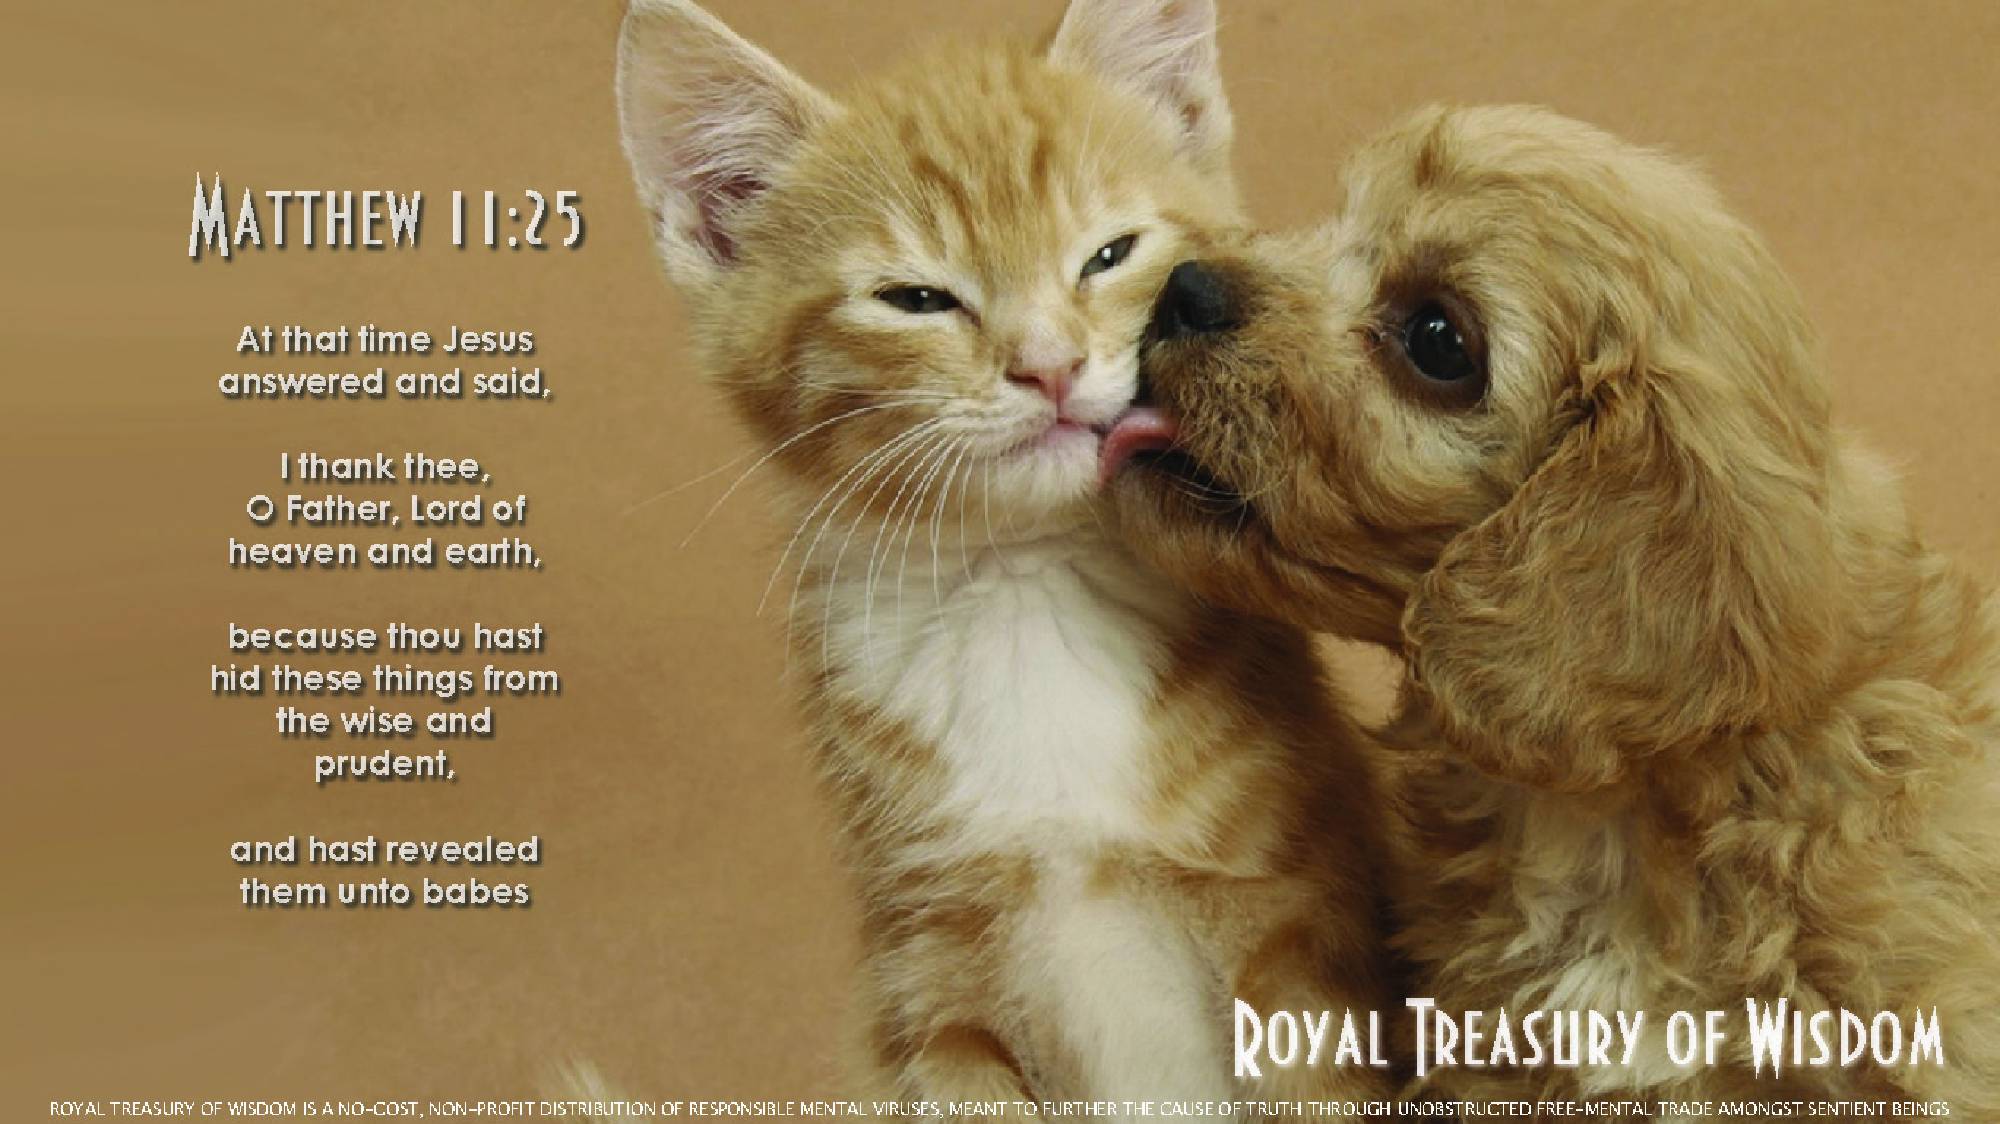 MATTHEW 11:25
At that time Jesus
answered and said,
I thank thee,
O Father, Lord of
heaven and earth,
because thou hast
hid these things from
the wise and
prudent,
and hast revealed
them unto babes
ROYAL TREASURY OF WISDOM
ROYAL TREASURY OF WISDOM IS A NO-COST, NON-PROFIT DISTRIBUTION OF RESPONSIBLE MENTAL VIRUSES, MEANT TO FURTHER THE CAUSE OF TRUTH THROUGH UNOBSTRUCTED FREE-MENTAL TRADE AMONGST SENTIENT BEINGS